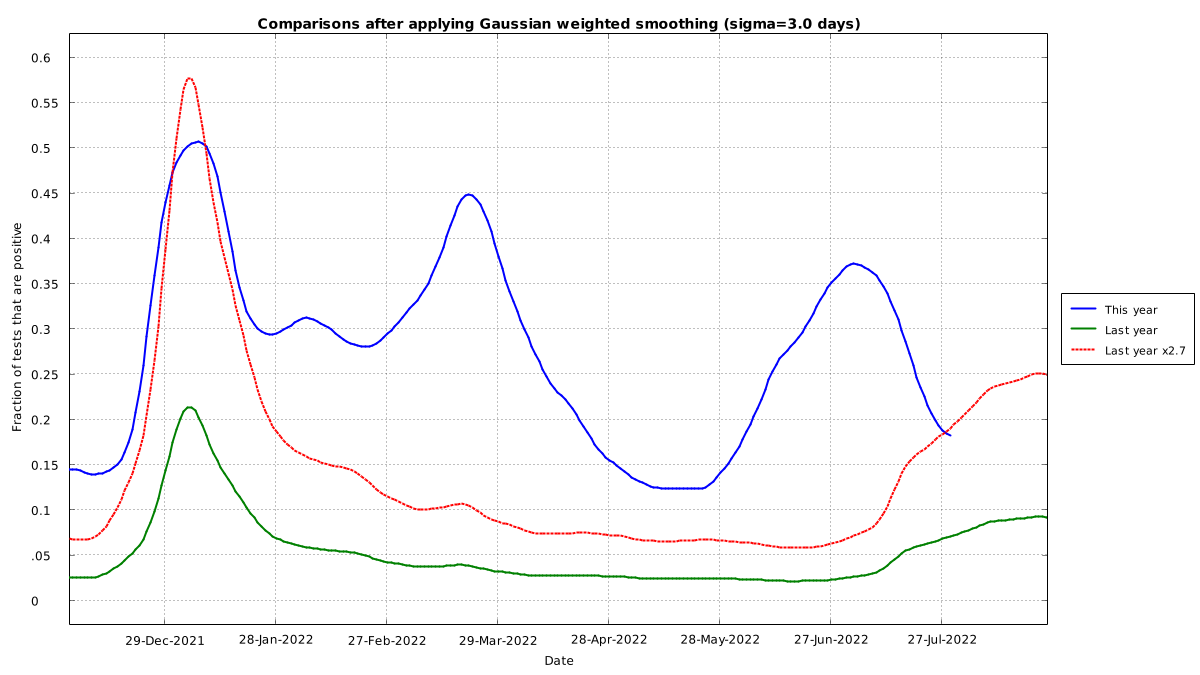 Comparisons after applying Gaussian weighted smoothing (sigma=3.0 days)
0.6
0.55
0.5
0.45
0.4
0.35
0.3
0.25
0.2
0.15
0.1
.05
0
Fraction of tests that are positive
29-Dec-2021 28-Jan-2022 27-Feb-2022 29-Mar-2022 28-Apr-2022 28-May-2022 27-Jun-2022 27-Jul-2022
Date
This year
Last year
Last year x2.7